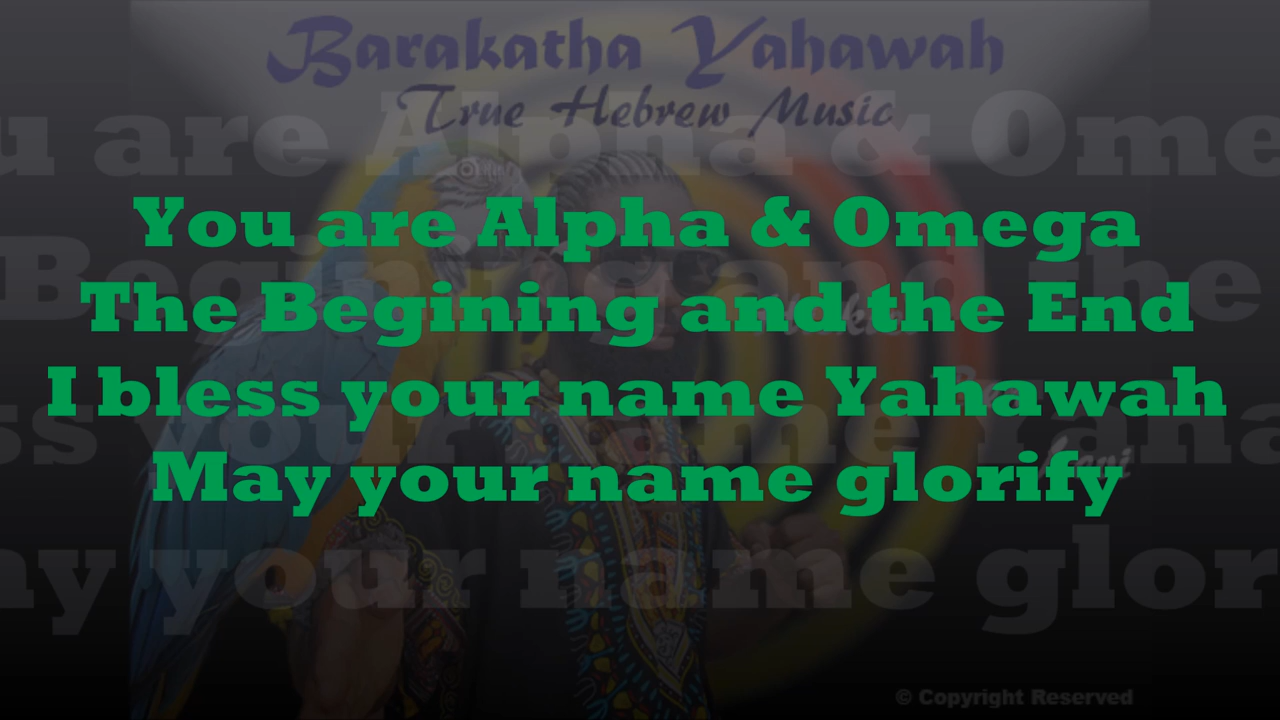 Barakatha Yahawah
True Hebrew Music
You are Alpha & Omega
The Begining and the End
I bless your name Yahawah
May your name glorify
© Copyright Reserved